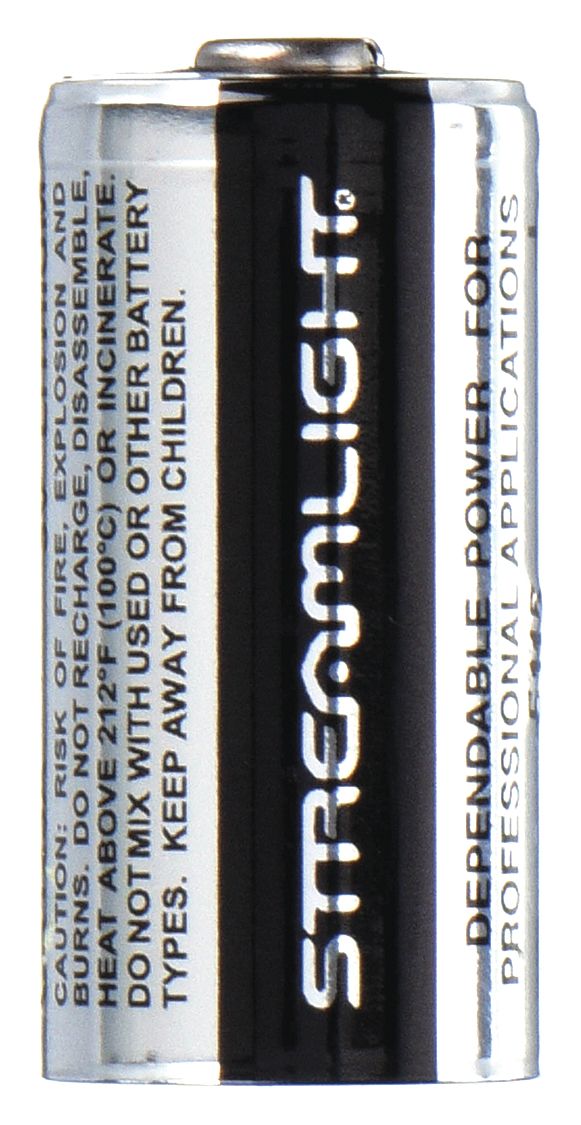 CAUTION: RISK OF FIRE, EXPLOSION AND
BURNS. DO NOT RECHARGE, DISASSEMBLE,
HEAT ABOVE 212°F (100°C) OR INCINERATE.
DO NOT MIX WITH USED OR OTHER BATTERY
TYPES. KEEP AWAY FROM CHILDREN.
STREAMLIGHT®
DEPENDABLE POWER FOR
PROFESSIONAL APPLICATIONS